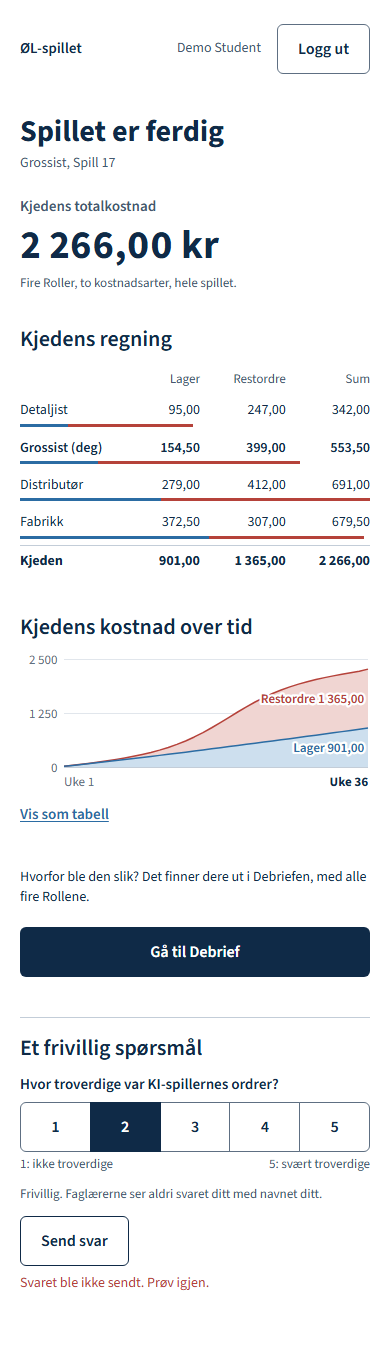 ØL-spillet Demo Student Logg ut
Spillet er ferdig
Grossist, Spill 17
Kjedens totalkostnad
2 266,00 kr
Fire Roller, to kostnadsarter, hele spillet.
Kjedens regning
Lager Restordre Sum
Detaljist 95,00 247,00 342,00
Grossist (deg) 154,50 399,00 553,50
Distributør 279,00 412,00 691,00
Fabrikk 372,50 307,00 679,50
Kjeden 901,00 1 365,00 2 266,00
Kjedens kostnad over tid
2 500
Restordre 1 365,00
1 250
Lager 901,00
0
Uke 1 Uke 36
Vis som tabell
Hvorfor ble den slik? Det finner dere ut i Debriefen, med alle
fire Rollene.
Gå til Debrief
Et frivillig spørsmål
Hvor troverdige var KI-spillernes ordrer?
1 2 3 4 5
1: ikke troverdige 5: svært troverdige
Frivillig. Faglærerne ser aldri svaret ditt med navnet ditt.
Send svar
Svaret ble ikke sendt. Prøv igjen.